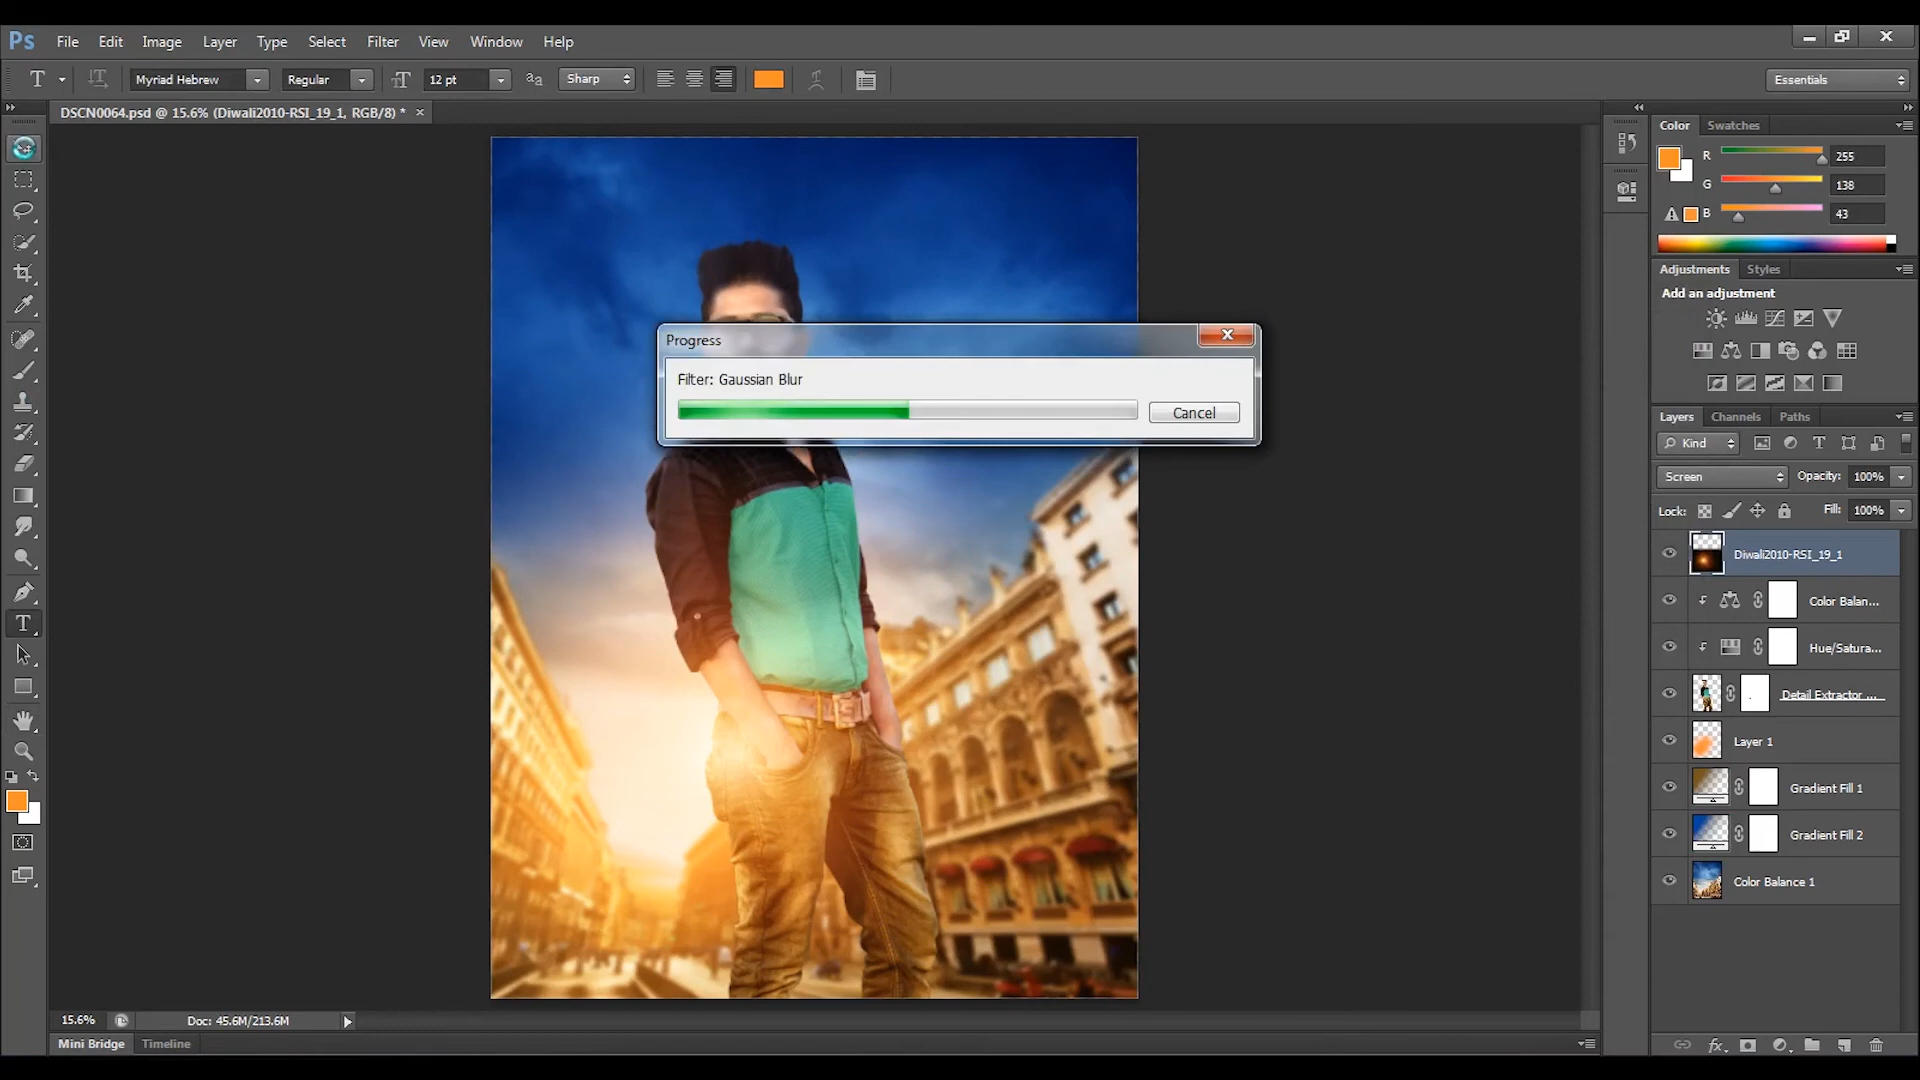 Ps File Edit Image Layer Type Select Filter View Window Help
T Myriad Hebrew Regular 12 pt aa Sharp Essentials
DSCN0064.psd @ 15.6% (Diwali2010-RSI_19_1, RGB/8) * ×
Color Swatches
R 255
G 138
B 43
Adjustments Styles
Add an adjustment
Progress
Filter: Gaussian Blur
Cancel
Layers Channels Paths
Kind
Screen Opacity: 100%
Lock: Fill: 100%
Diwali2010-RSI_19_1
Color Balan...
Hue/Satura...
Detail Extractor ...
Layer 1
Gradient Fill 1
Gradient Fill 2
Color Balance 1
15.6% Doc: 45.6M/213.6M
Mini Bridge Timeline
fx